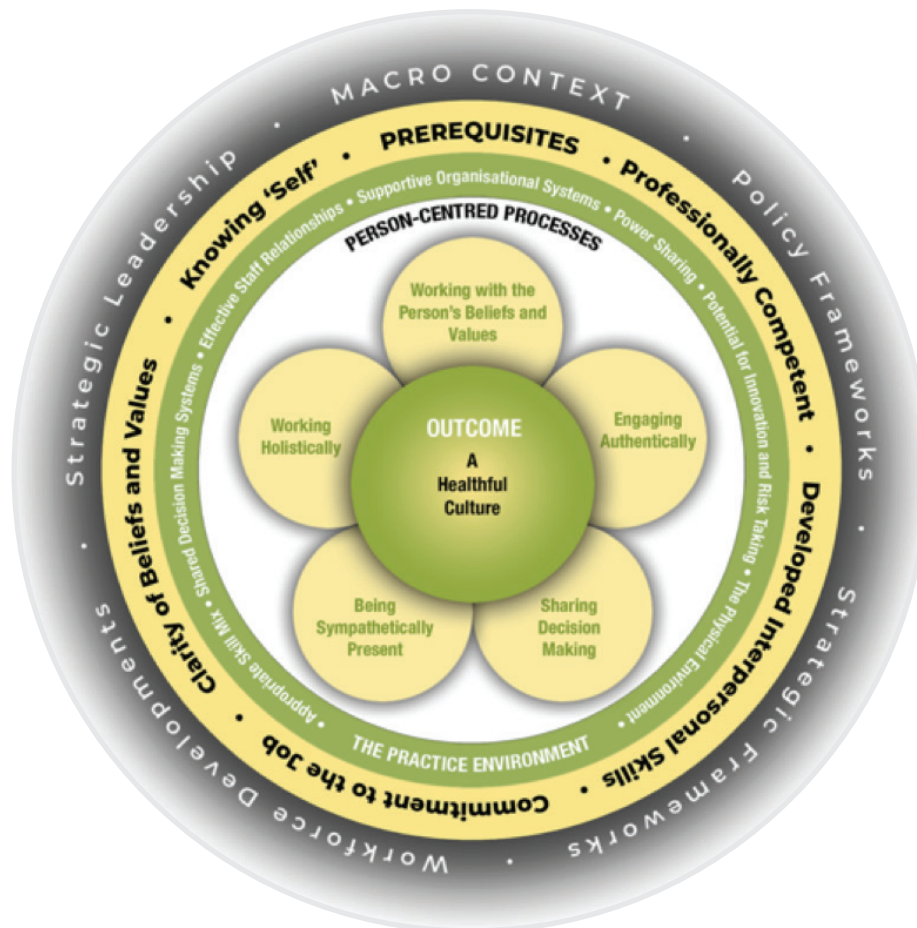 MACRO CONTEXT • Policy Frameworks • Strategic Frameworks • Workforce Developments • Strategic Leadership •
PREREQUISITES • Professionally Competent • Developed Interpersonal Skills • Commitment to the Job • Clarity of Beliefs and Values • Knowing ‘Self’ •
THE PRACTICE ENVIRONMENT
• Appropriate Skill Mix • Shared Decision Making Systems • Effective Staff Relationships • Supportive Organisational Systems • Power Sharing • Potential for Innovation and Risk Taking • The Physical Environment •
PERSON-CENTRED PROCESSES
Working with the
Person’s Beliefs and
Values
Engaging
Authentically
Sharing
Decision
Making
Being
Sympathetically
Present
Working
Holistically
OUTCOME
A
Healthful
Culture